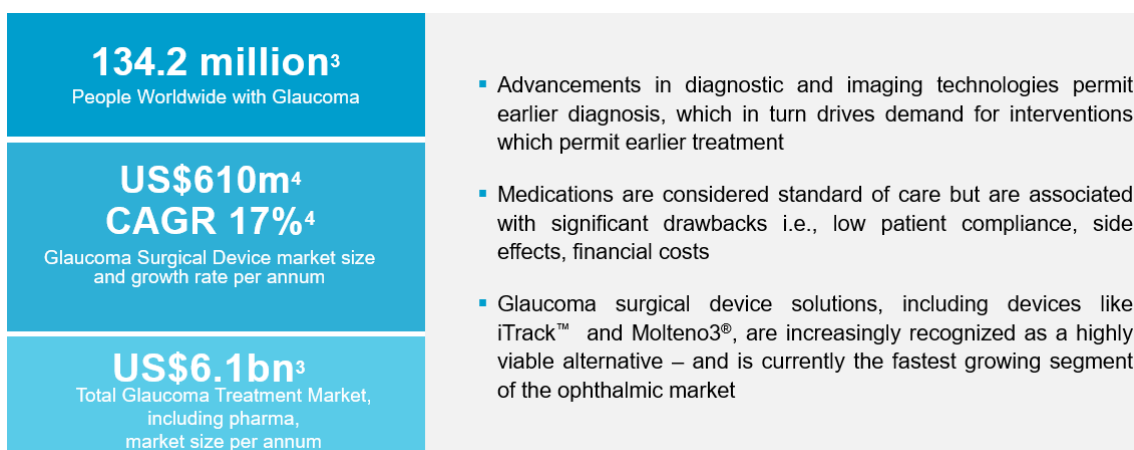 134.2 million³
People Worldwide with Glaucoma
US$610m⁴
CAGR 17%⁴
Glaucoma Surgical Device market size
and growth rate per annum
US$6.1bn³
Total Glaucoma Treatment Market,
including pharma,
market size per annum
▪ Advancements in diagnostic and imaging technologies permit
earlier diagnosis, which in turn drives demand for interventions
which permit earlier treatment
▪ Medications are considered standard of care but are associated
with significant drawbacks i.e., low patient compliance, side
effects, financial costs
▪ Glaucoma surgical device solutions, including devices like
iTrack™ and Molteno3®, are increasingly recognized as a highly
viable alternative – and is currently the fastest growing segment
of the ophthalmic market